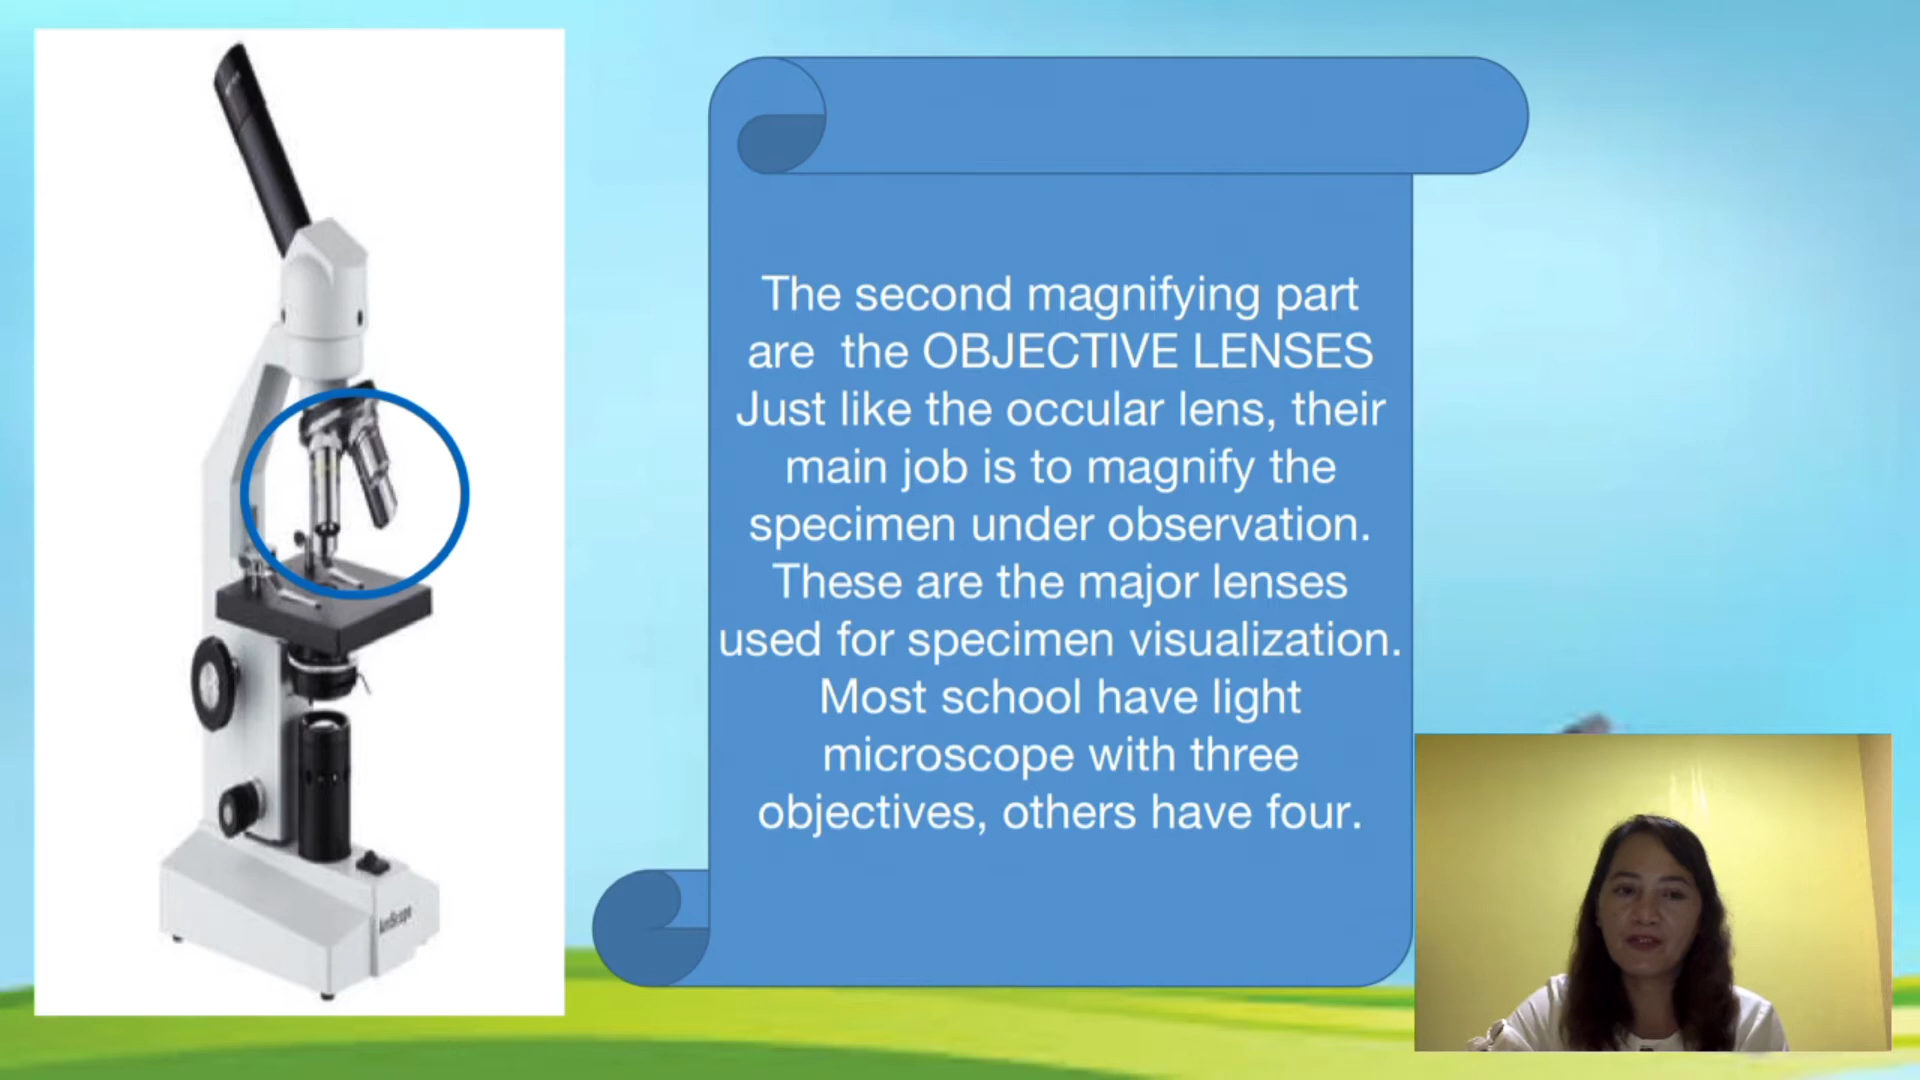 The second magnifying part
are the OBJECTIVE LENSES
Just like the occular lens, their
main job is to magnify the
specimen under observation.
These are the major lenses
used for specimen visualization.
Most school have light
microscope with three
objectives, others have four.
AmScope